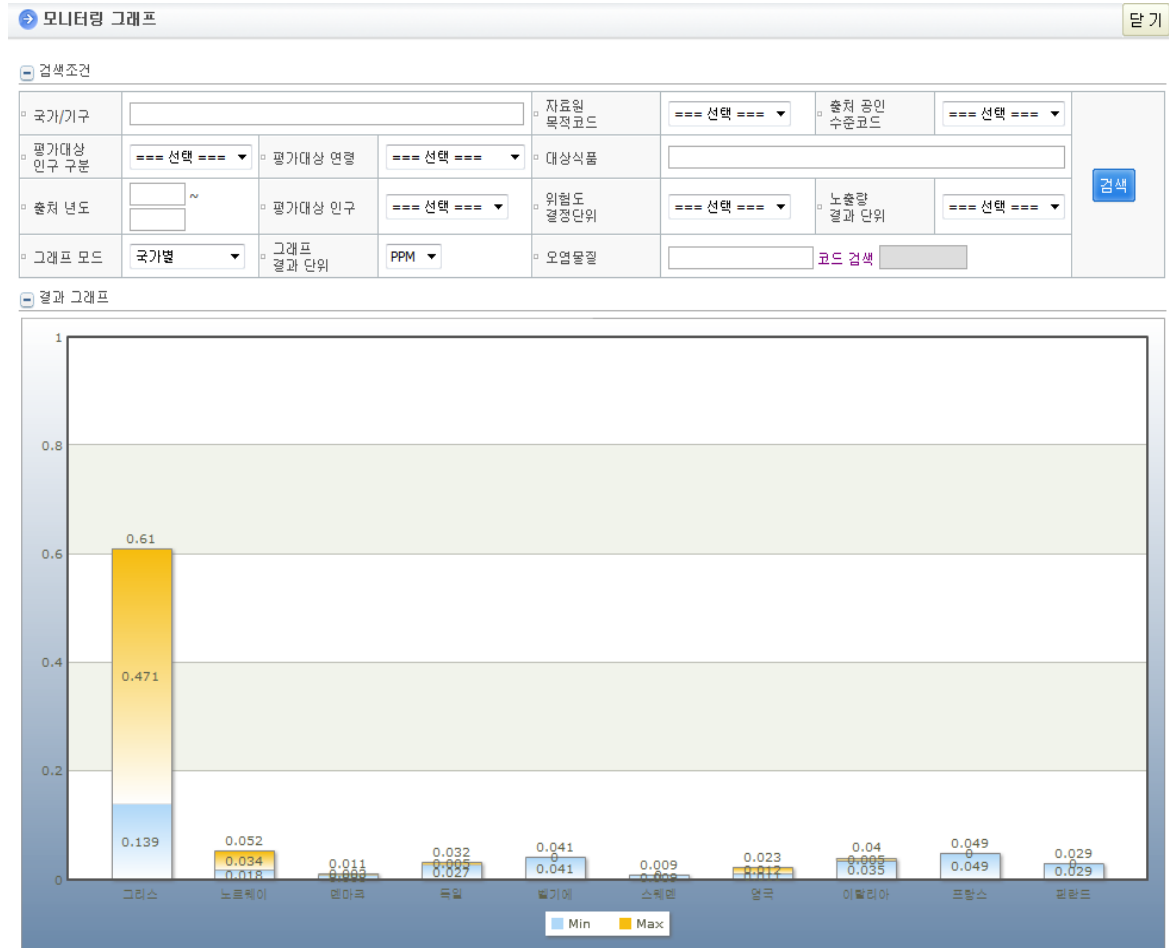 모니터링 그래프
닫 기
검색조건
국가/기구
자료원 목적코드
=== 선택 ===
출처 공인 수준코드
=== 선택 ===
평가대상 인구 구분
=== 선택 ===
평가대상 연령
=== 선택 ===
대상식품
출처 년도
~
평가대상 인구
=== 선택 ===
위험도 결정단위
=== 선택 ===
노출량 결과 단위
=== 선택 ===
검색
그래프 모드
국가별
그래프 결과 단위
PPM
오염물질
코드 검색
결과 그래프
1
0.8
0.6
0.4
0.2
0
0.61
0.471
0.139
0.052
0.034
0.018
0.011
0.032
0.005
0.027
0.041
0
0.041
0.009
0.023
0.012
0.04
0.005
0.035
0.049
0
0.049
0.029
0
0.029
그리스
노르웨이
덴마크
독일
벨기에
스웨덴
영국
이탈리아
프랑스
핀란드
Min
Max